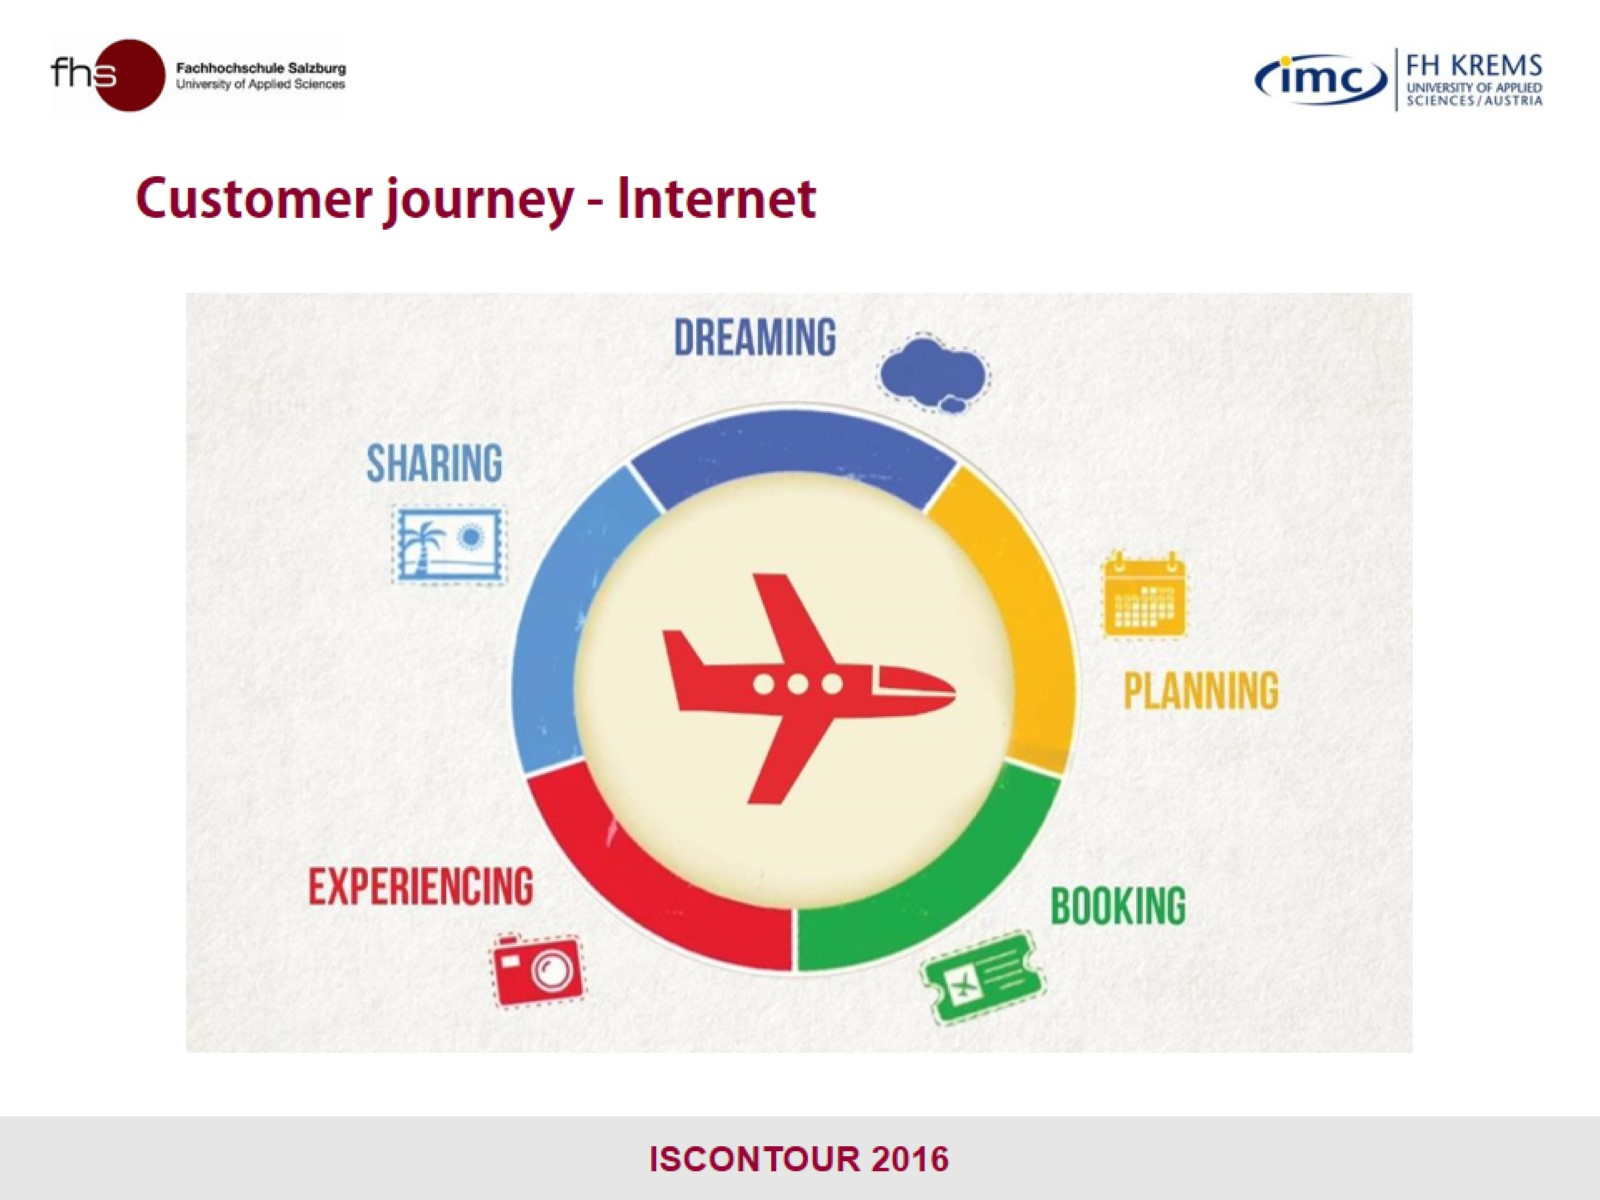 fhs
Fachhochschule Salzburg
University of Applied Sciences
imc
FH KREMS
UNIVERSITY OF APPLIED
SCIENCES/AUSTRIA
Customer journey - Internet
DREAMING
SHARING
PLANNING
EXPERIENCING
BOOKING
ISCONTOUR 2016